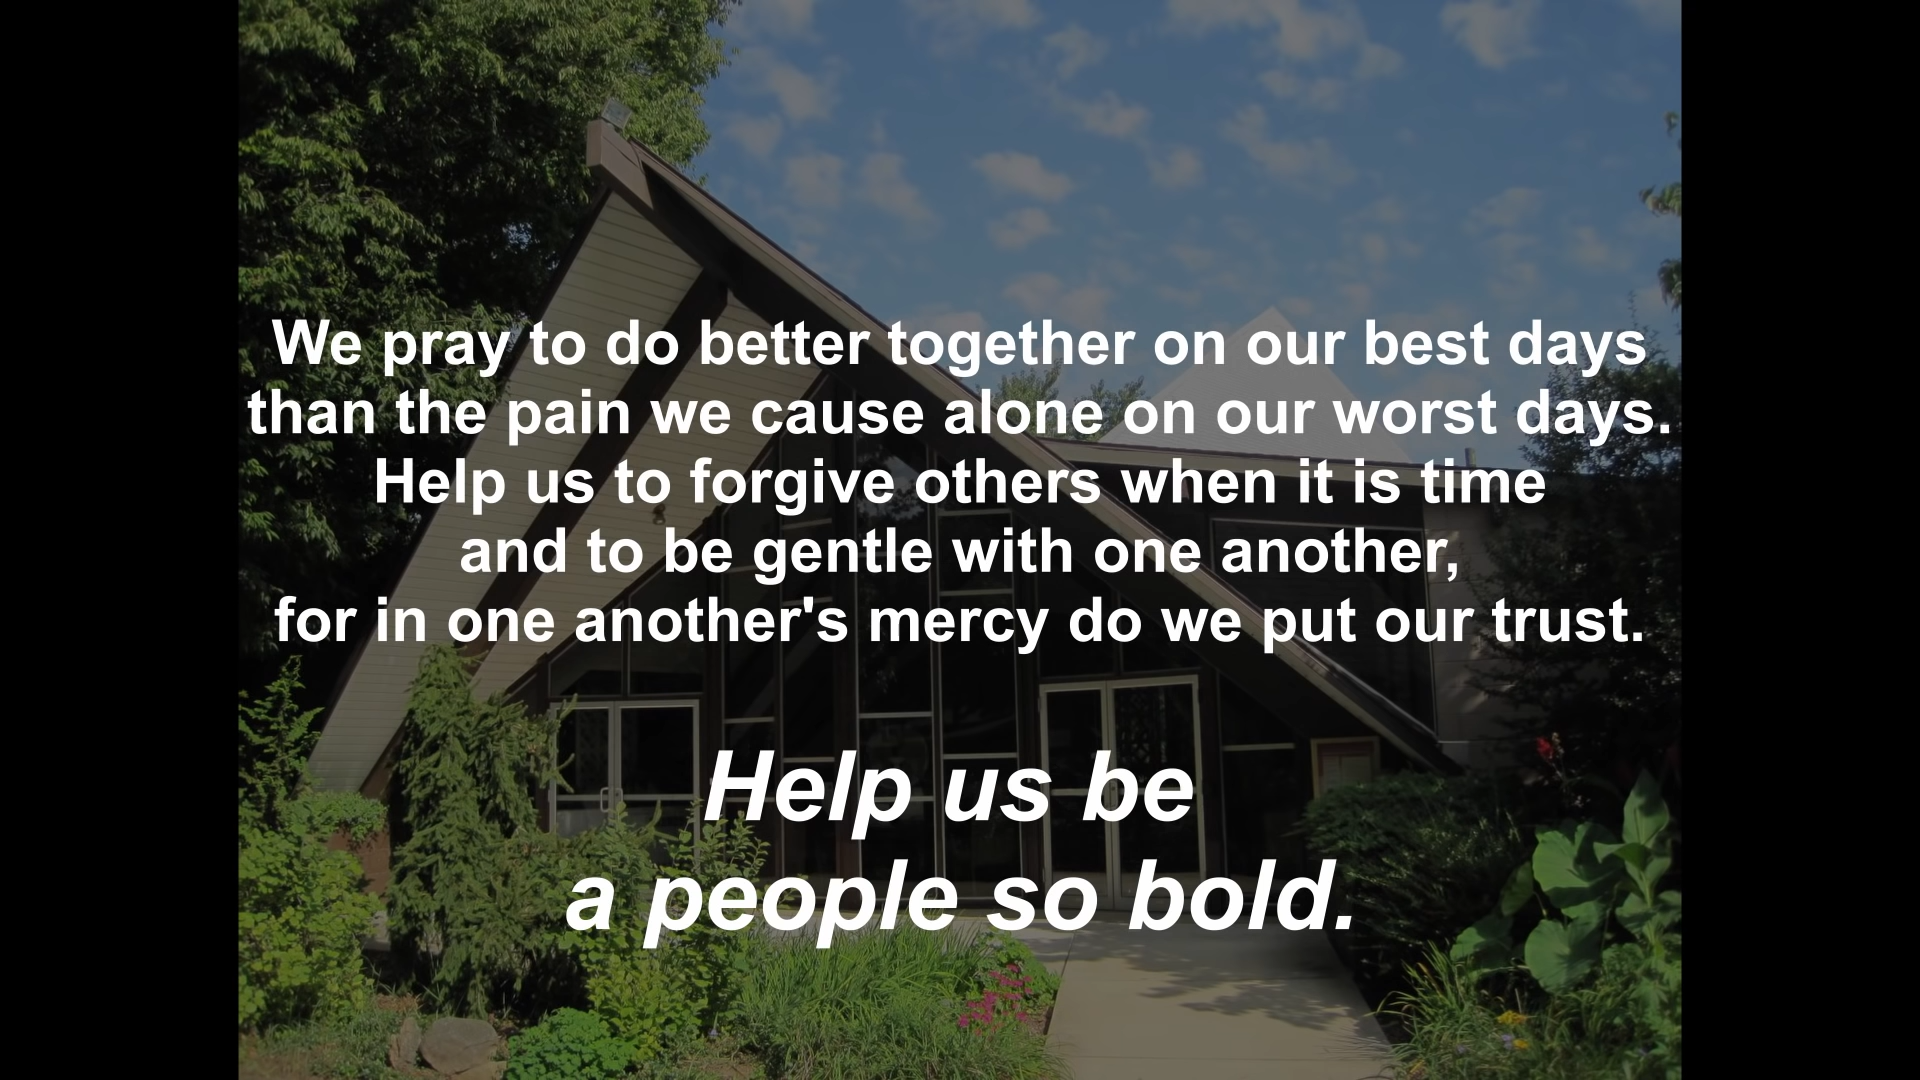 We pray to do better together on our best days
than the pain we cause alone on our worst days.
Help us to forgive others when it is time
and to be gentle with one another,
for in one another's mercy do we put our trust.
Help us be
a people so bold.